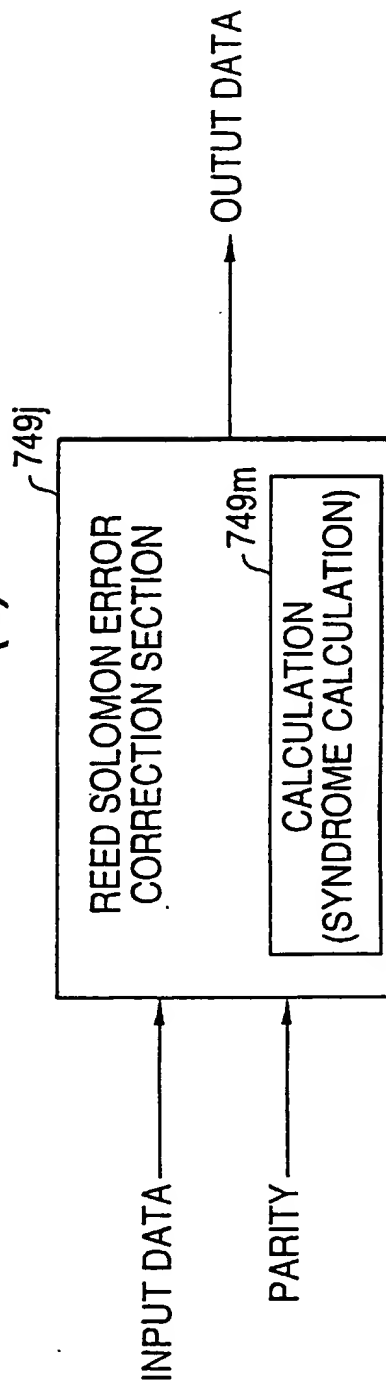 749j
REED SOLOMON ERROR
CORRECTION SECTION
749m
CALCULATION
(SYNDROME CALCULATION)
INPUT DATA
PARITY
OUTUT DATA